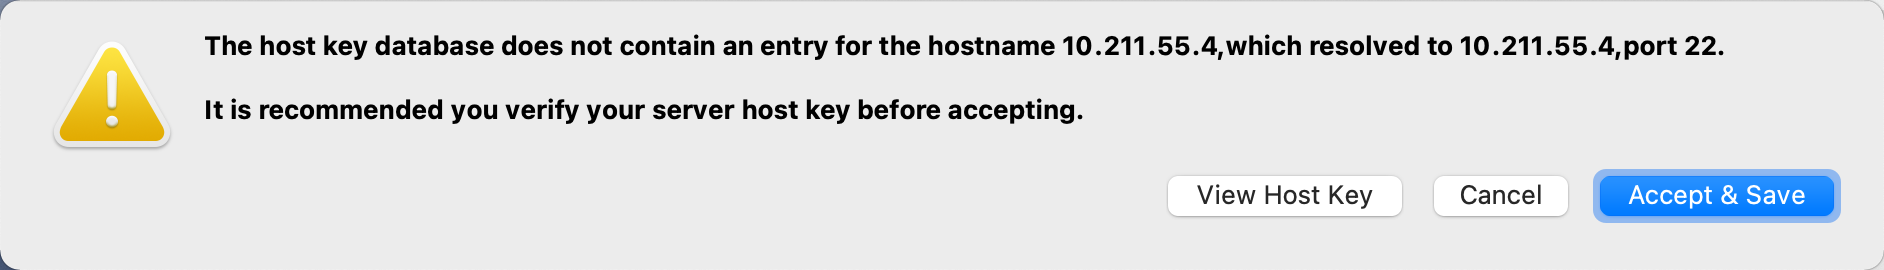 The host key database does not contain an entry for the hostname 10.211.55.4,which resolved to 10.211.55.4,port 22.
It is recommended you verify your server host key before accepting.
View Host Key
Cancel
Accept & Save